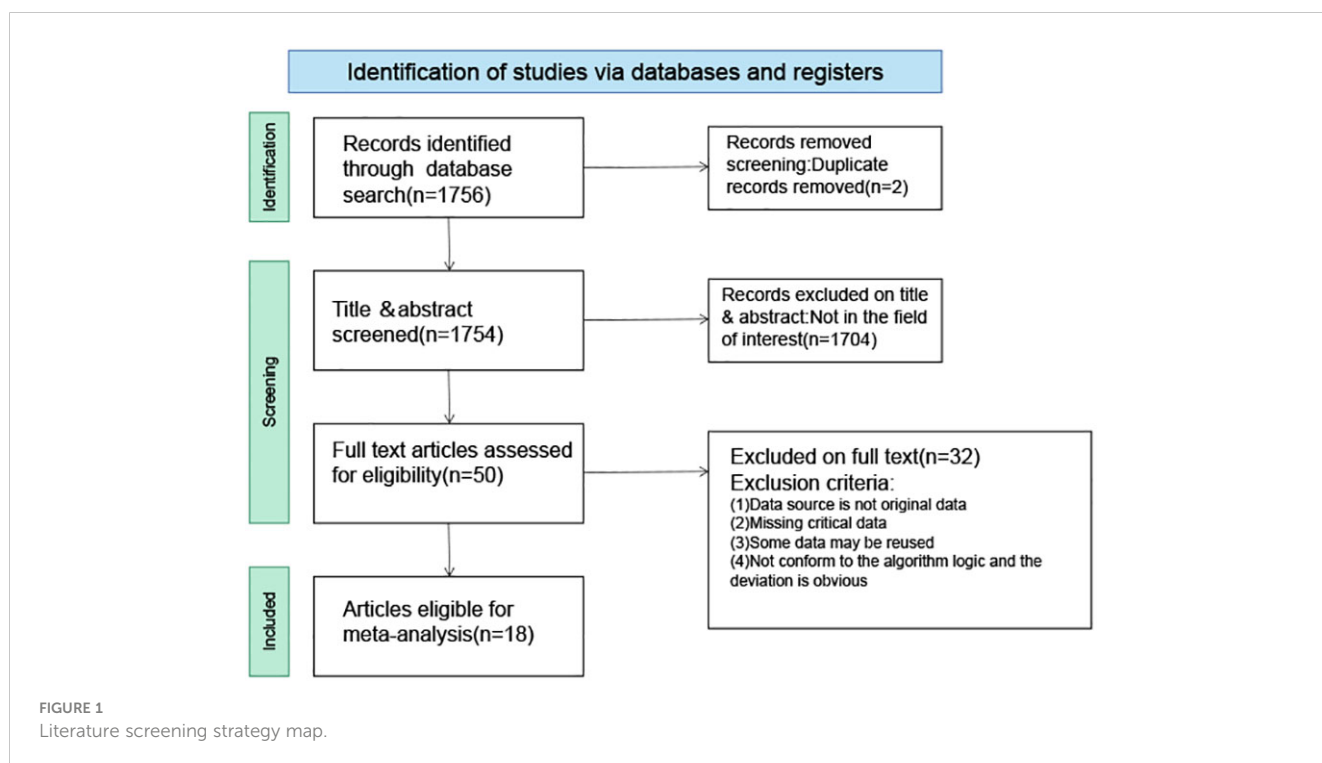 Identification of studies via databases and registers
Identification
Records identified
through database
search(n=1756)
Records removed
screening:Duplicate
records removed(n=2)
Screening
Title &abstract
screened(n=1754)
Records excluded on title
& abstract:Not in the field
of interest(n=1704)
Full text articles assessed
for eligibility(n=50)
Excluded on full text(n=32)
Exclusion criteria:
(1)Data source is not original data
(2)Missing critical data
(3)Some data may be reused
(4)Not conform to the algorithm logic and the
deviation is obvious
Included
Articles eligible for
meta-analysis(n=18)
FIGURE 1
Literature screening strategy map.